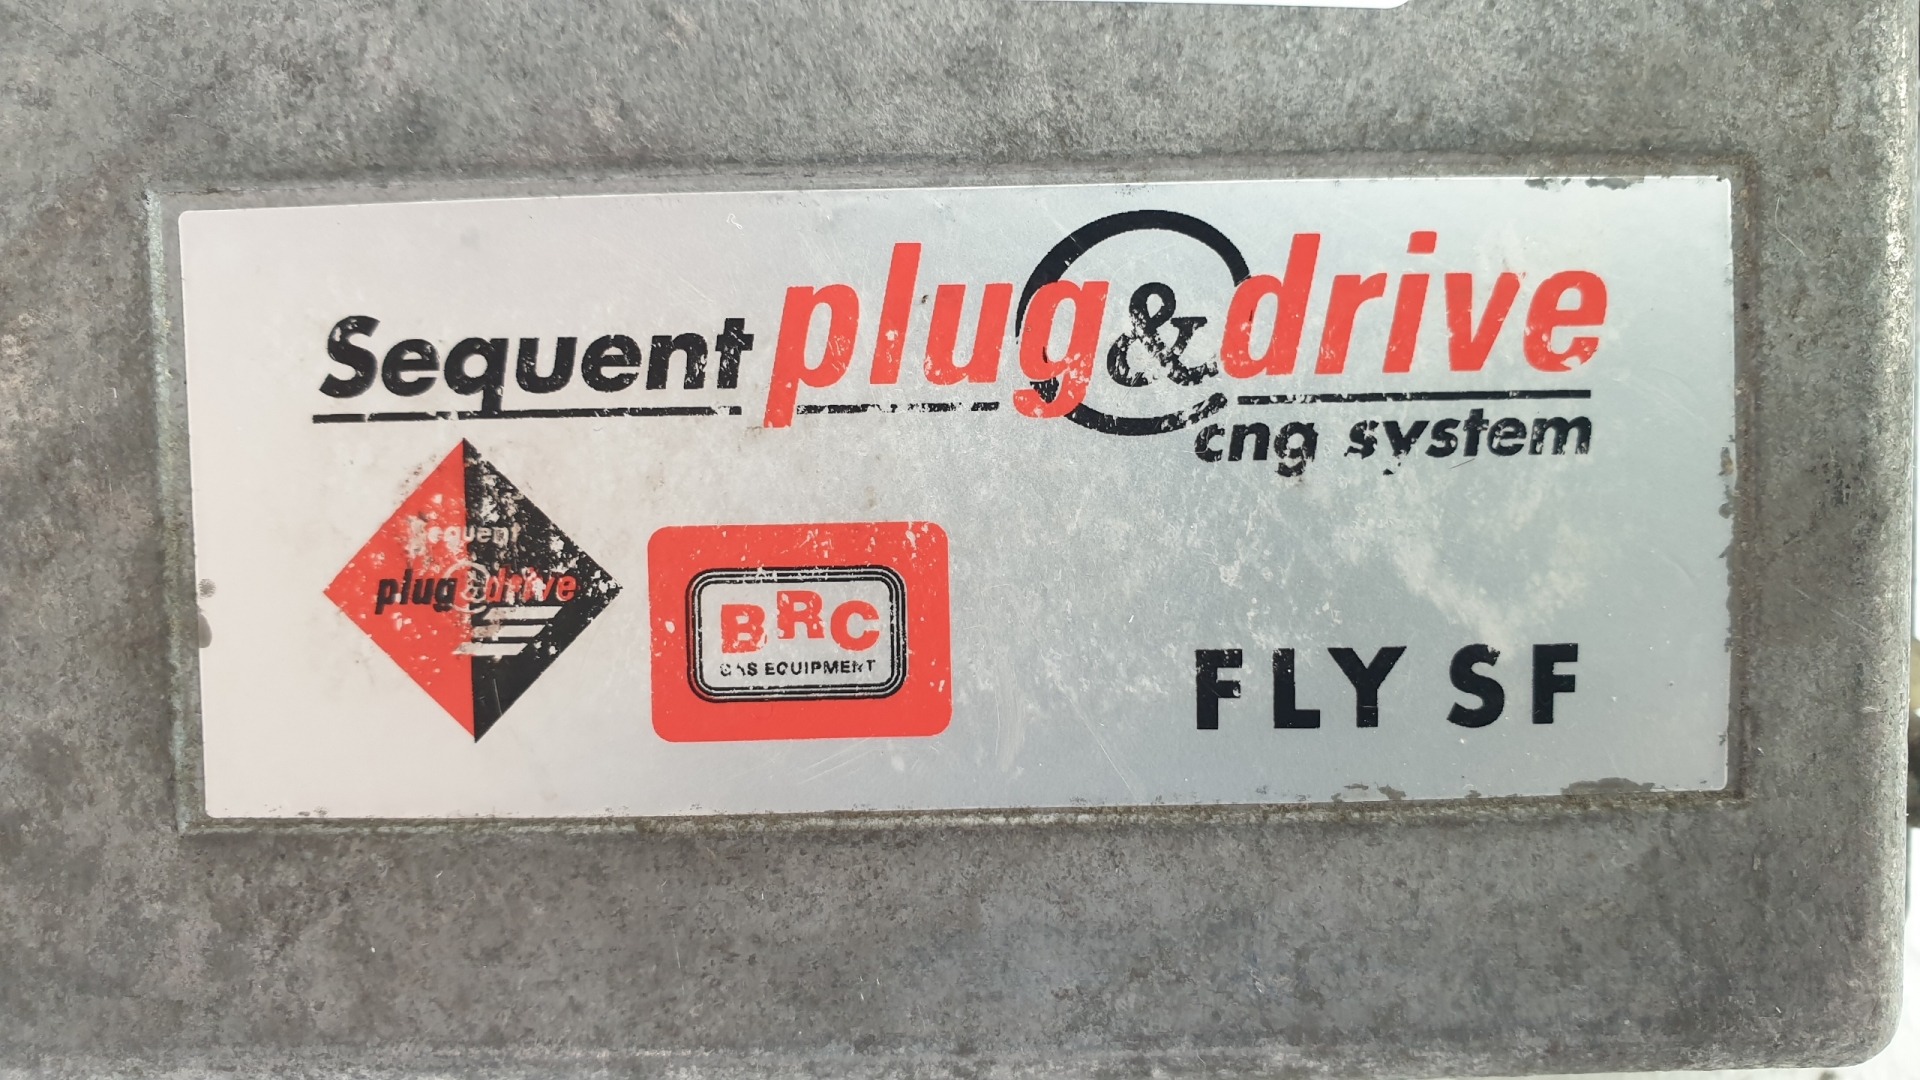 Sequent plug&drive
cng system
Sequent
plug&drive
BRC
GAS EQUIPMENT
FLY SF